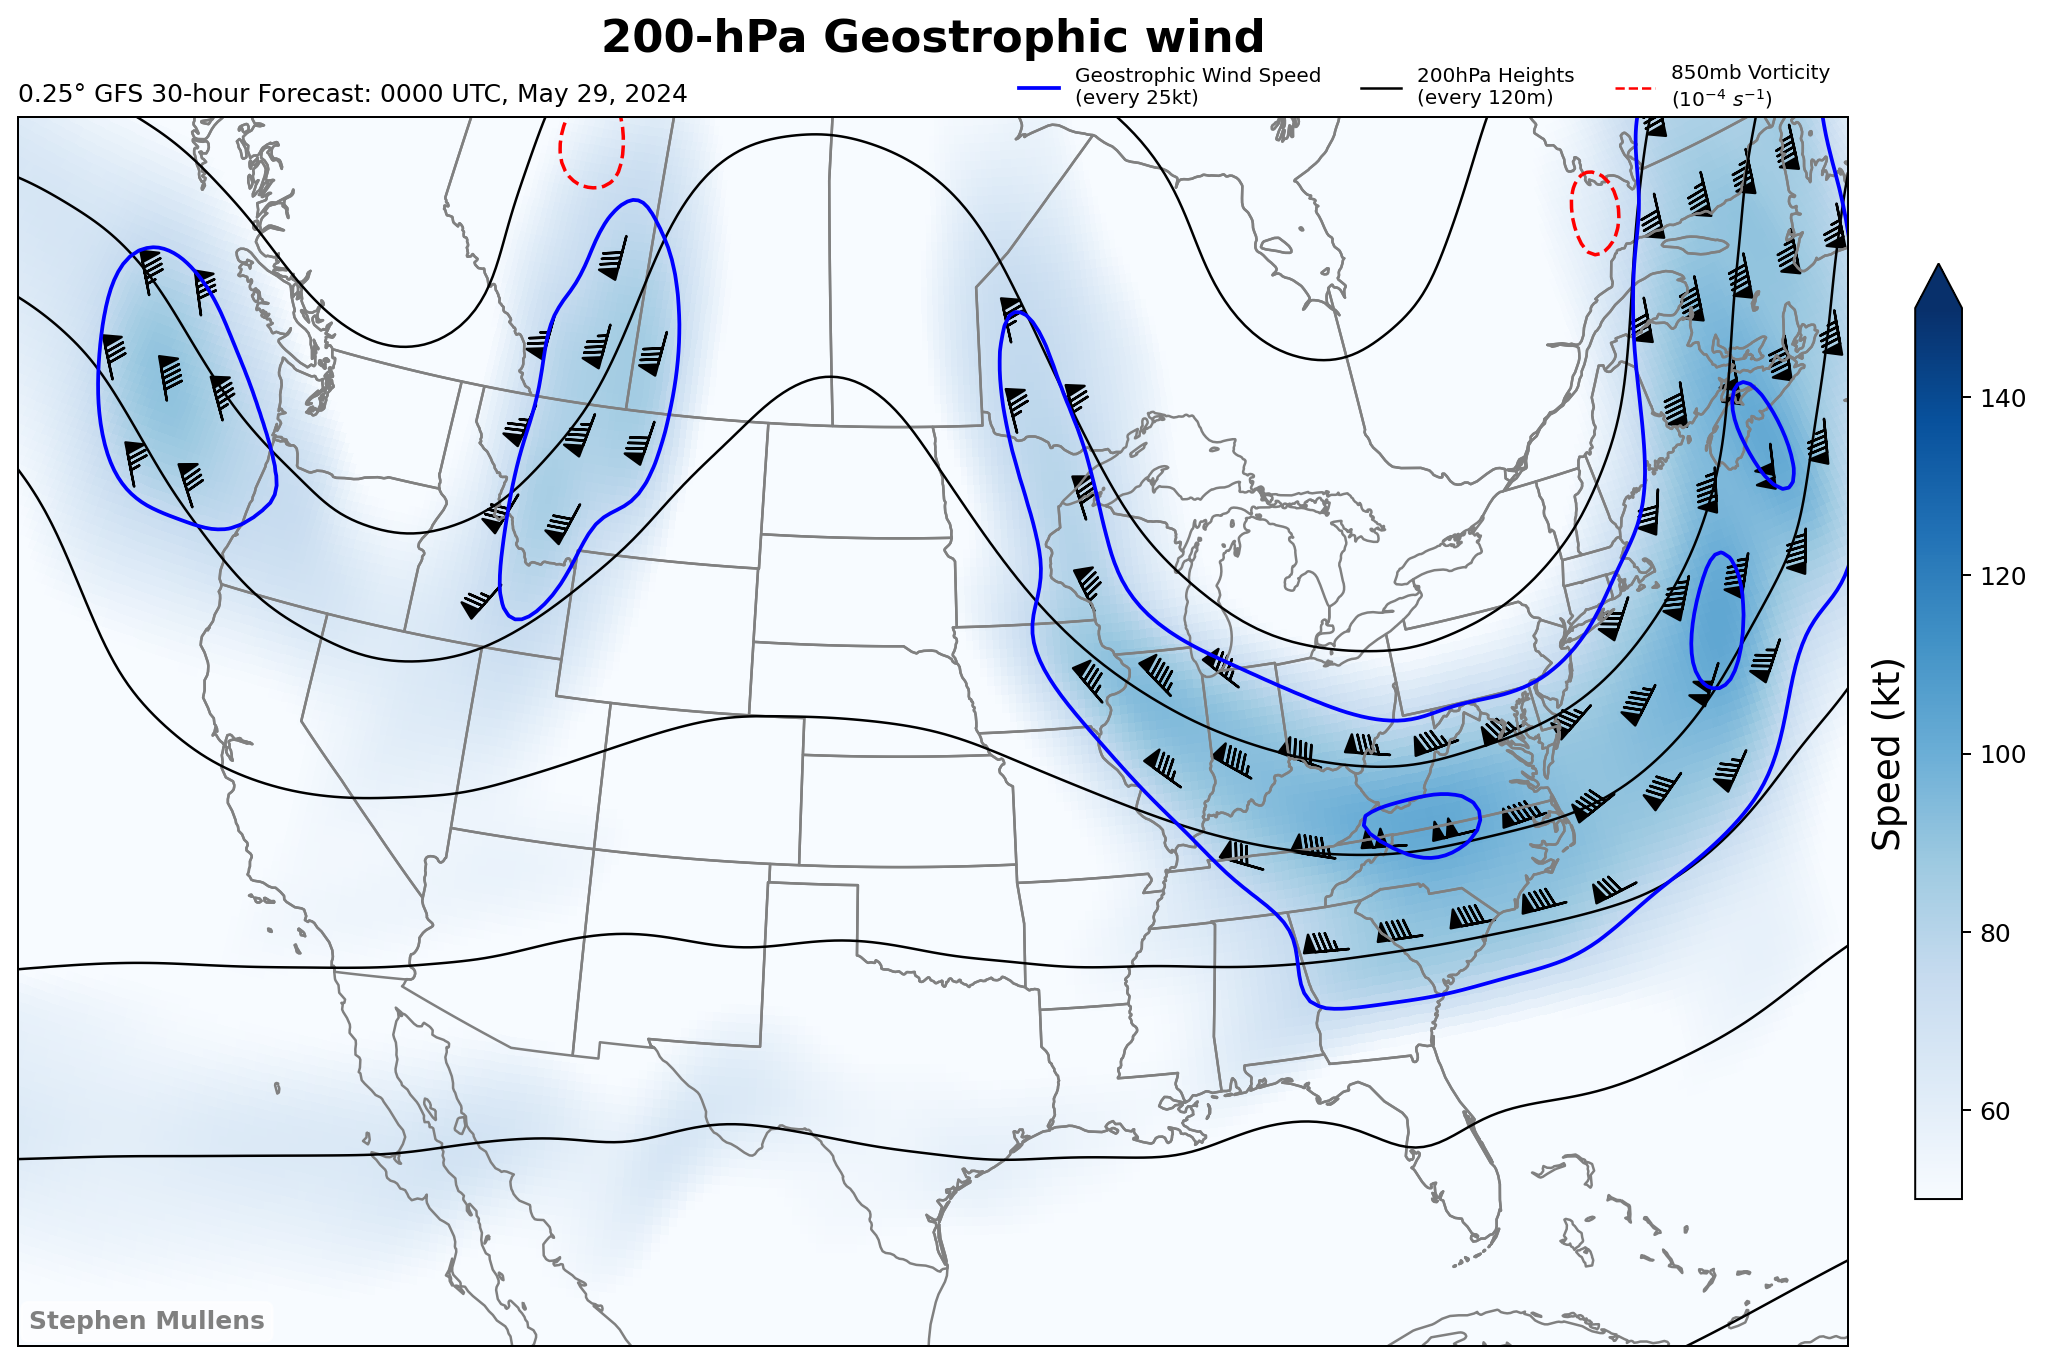 200-hPa Geostrophic wind
0.25° GFS 30-hour Forecast: 0000 UTC, May 29, 2024
Geostrophic Wind Speed
(every 25kt)
200hPa Heights
(every 120m)
850mb Vorticity
(10⁻⁴ s⁻¹)
140
120
100
80
60
Speed (kt)
Stephen Mullens